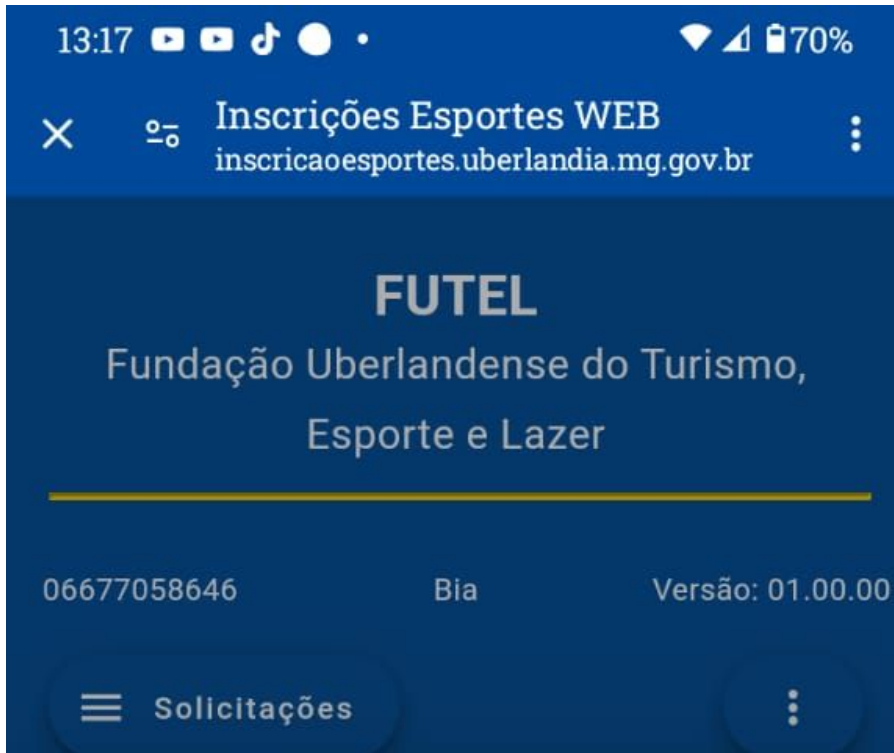 13:17 70%
Inscrições Esportes WEB
inscricaoesportes.uberlandia.mg.gov.br
FUTEL
Fundação Uberlandense do Turismo,
Esporte e Lazer
06677058646 Bia Versão: 01.00.00
Solicitações